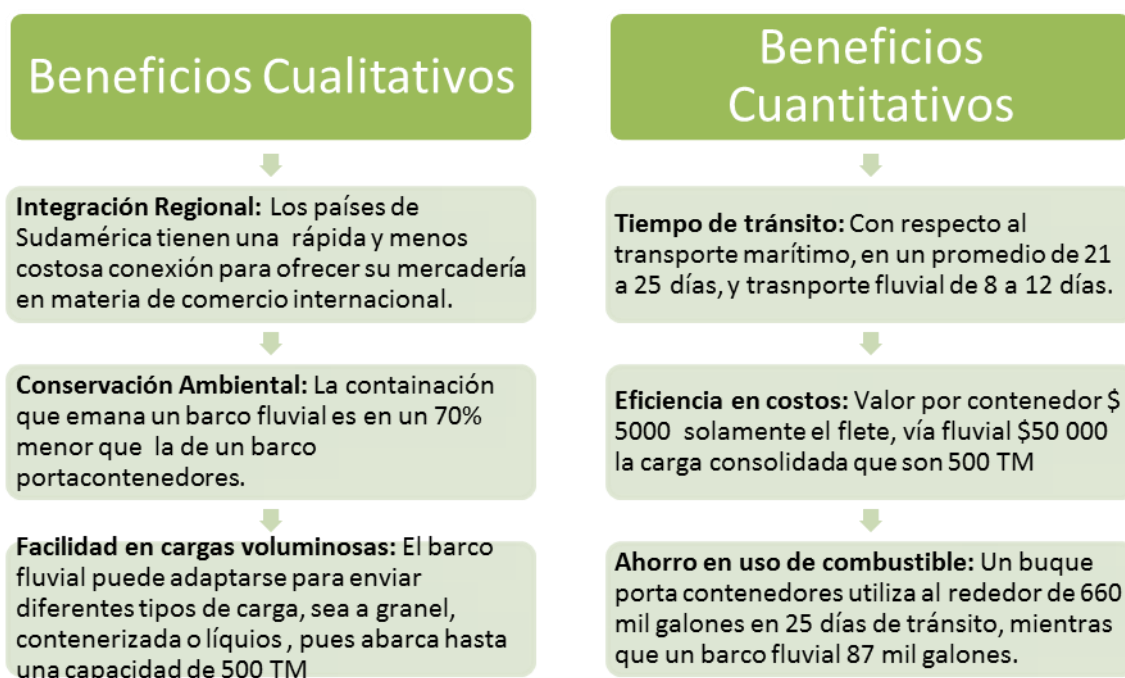 Beneficios Cualitativos
Integración Regional: Los países de
Sudamérica tienen una rápida y menos
costosa conexión para ofrecer su mercadería
en materia de comercio internacional.
Conservación Ambiental: La containación
que emana un barco fluvial es en un 70%
menor que la de un barco
portacontenedores.
Facilidad en cargas voluminosas: El barco
fluvial puede adaptarse para enviar
diferentes tipos de carga, sea a granel,
contenerizada o líquios , pues abarca hasta
una capacidad de 500 TM
Beneficios
Cuantitativos
Tiempo de tránsito: Con respecto al
transporte marítimo, en un promedio de 21
a 25 días, y trasnporte fluvial de 8 a 12 días.
Eficiencia en costos: Valor por contenedor $
5000 solamente el flete, vía fluvial $50 000
la carga consolidada que son 500 TM
Ahorro en uso de combustible: Un buque
porta contenedores utiliza al rededor de 660
mil galones en 25 días de tránsito, mientras
que un barco fluvial 87 mil galones.